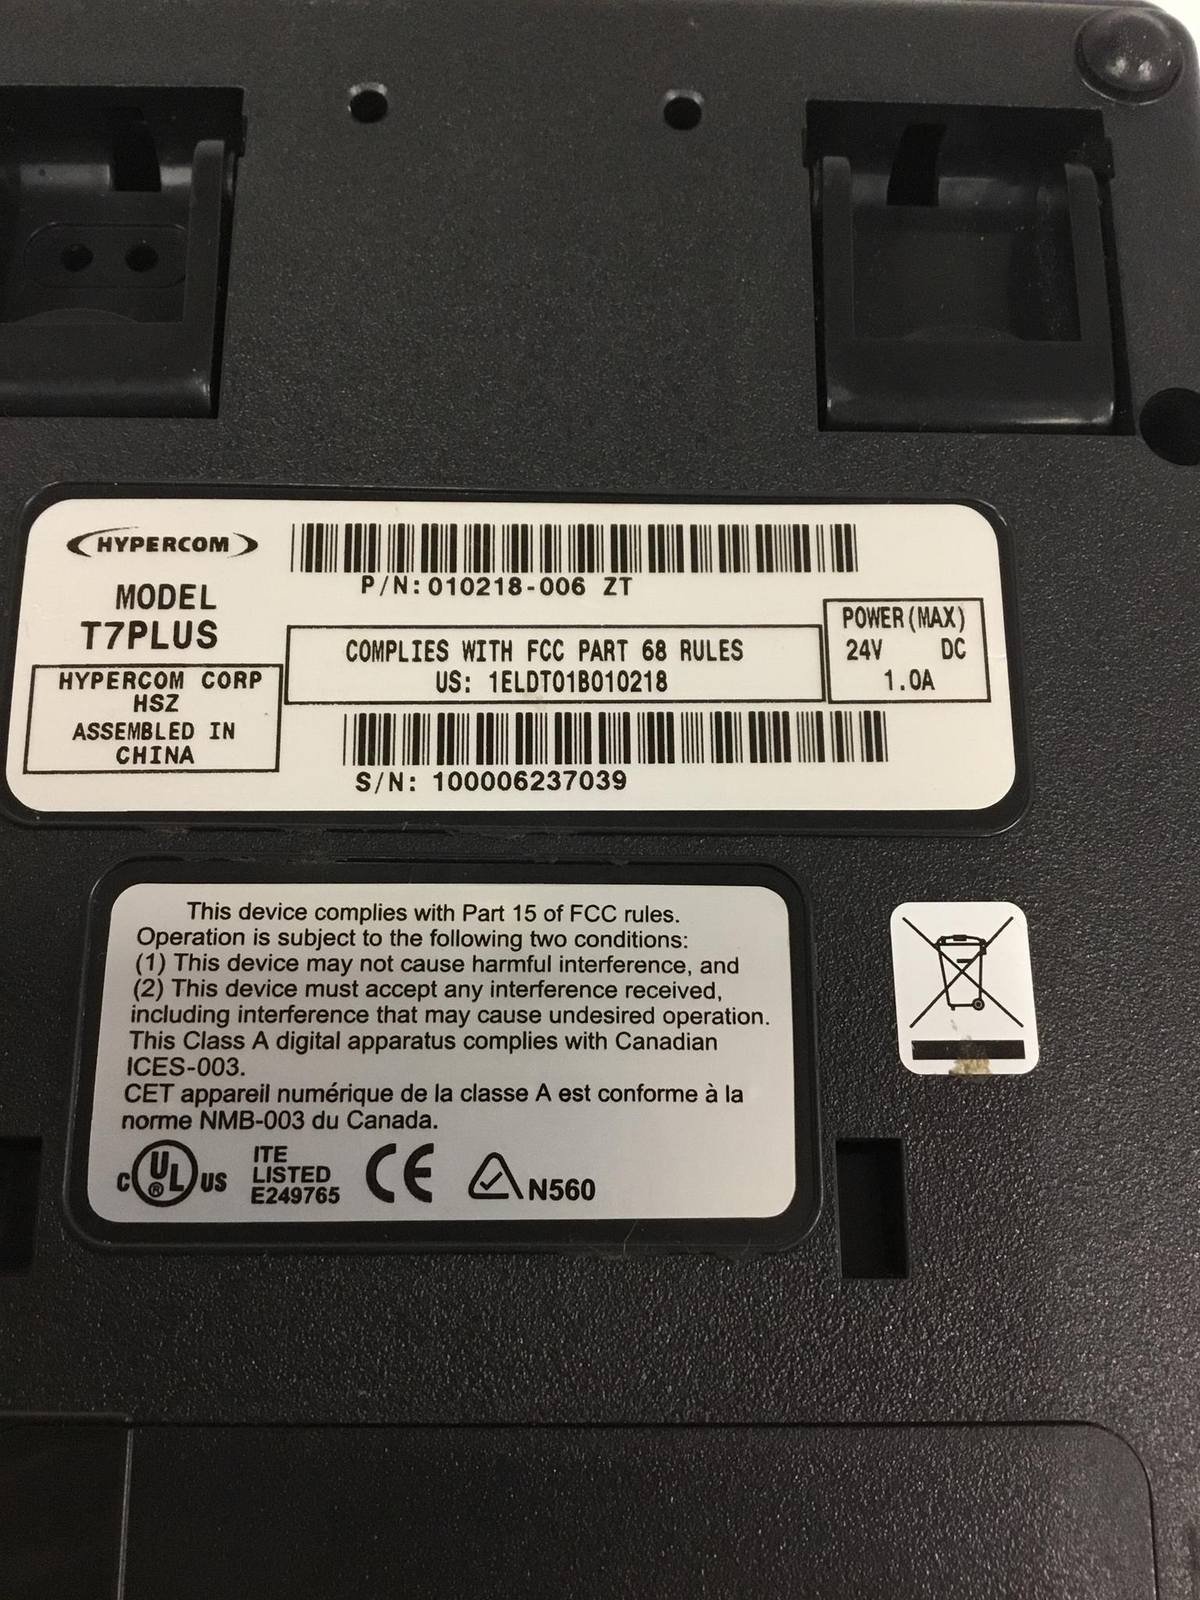 HYPERCOM
P/N: 010218-006 ZT
MODEL
T7PLUS
HYPERCOM CORP
HSZ
ASSEMBLED IN
CHINA
COMPLIES WITH FCC PART 68 RULES
US: 1ELDT01B010218
POWER(MAX)
24V DC
1.0A
S/N: 100006237039
This device complies with Part 15 of FCC rules.
Operation is subject to the following two conditions:
(1) This device may not cause harmful interference, and
(2) This device must accept any interference received,
including interference that may cause undesired operation.
This Class A digital apparatus complies with Canadian
ICES-003.
CET appareil numérique de la classe A est conforme à la
norme NMB-003 du Canada.
C UL ® US
ITE
LISTED
E249765
CE
N560